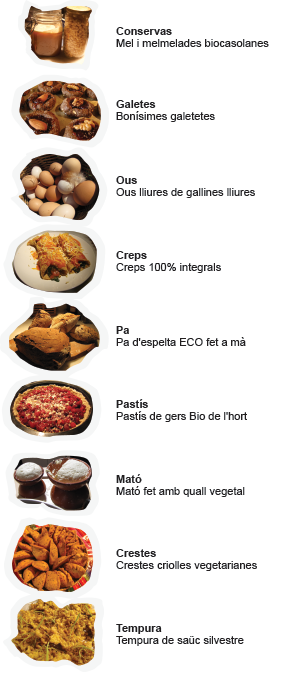 Conservas
Mel i melmelades biocasolanes
Galetes
Boníssimes galetetes
Ous
Ous lliures de gallines lliures
Creps
Creps 100% integrals
Pa
Pa d'espelta ECO fet a mà
Pastís
Pastís de gers Bio de l'hort
Mató
Mató fet amb quall vegetal
Crestes
Crestes criolles vegetarianes
Tempura
Tempura de saüc silvestre